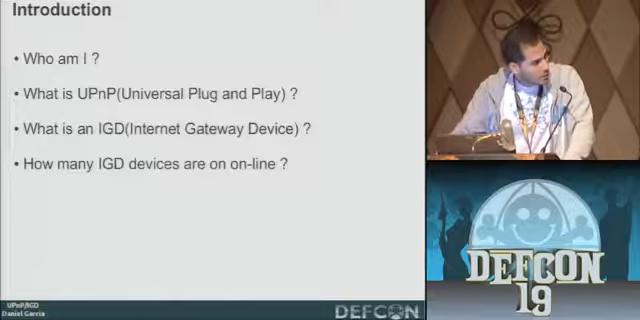 Introduction
• Who am I ?
• What is UPnP(Universal Plug and Play) ?
• What is an IGD(Internet Gateway Device) ?
• How many IGD devices are on on-line ?
UPnP/IGD
Daniel Garcia
DEFCON
DEFCON
19